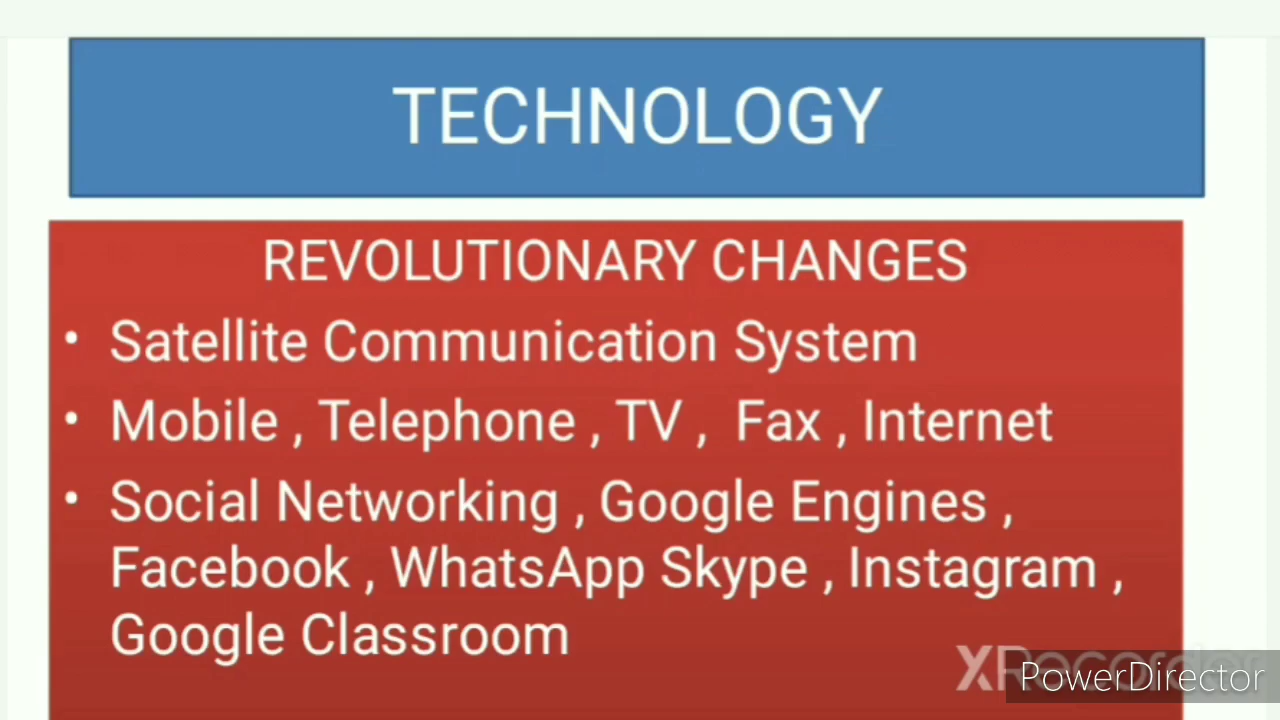 TECHNOLOGY
REVOLUTIONARY CHANGES
• Satellite Communication System
• Mobile , Telephone , TV , Fax , Internet
• Social Networking , Google Engines ,
Facebook , WhatsApp Skype , Instagram ,
Google Classroom
XRecorder
PowerDirector